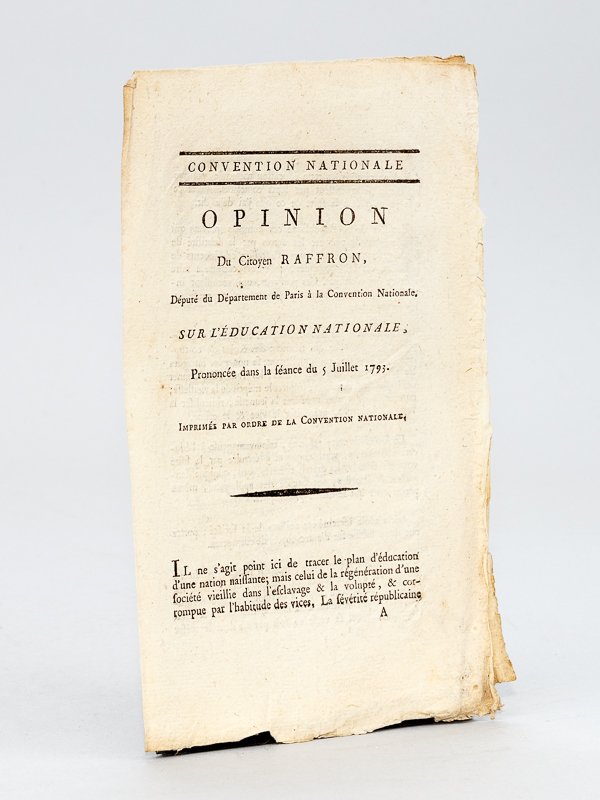 CONVENTION NATIONALE
OPINION
Du Citoyen RAFFRON,
Député du Département de Paris à la Convention Nationale,
SUR L'ÉDUCATION NATIONALE,
Prononcée dans la séance du 5 Juillet 1793.
IMPRIMÉE PAR ORDRE DE LA CONVENTION NATIONALE,
IL ne s'agit point ici de tracer le plan d'éducation
d'une nation naissante; mais celui de la régénération d'une
société vieillie dans l'esclavage & la volupté, & cor-
rompue par l'habitude des vices, La sévérité républicaine
A